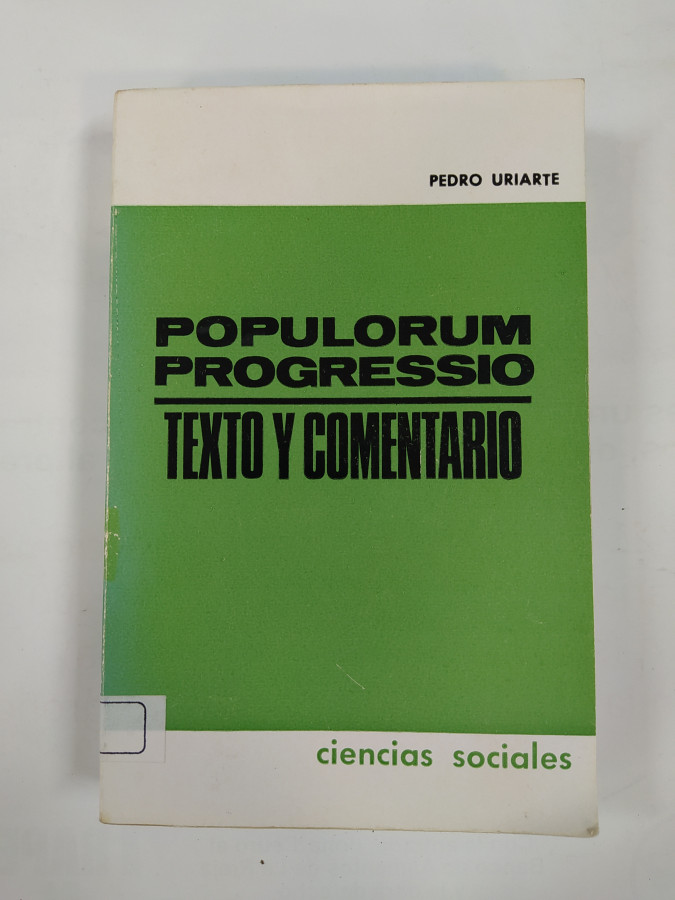 PEDRO URIARTE
POPULORUM
PROGRESSIO
TEXTO Y COMENTARIO
ciencias sociales